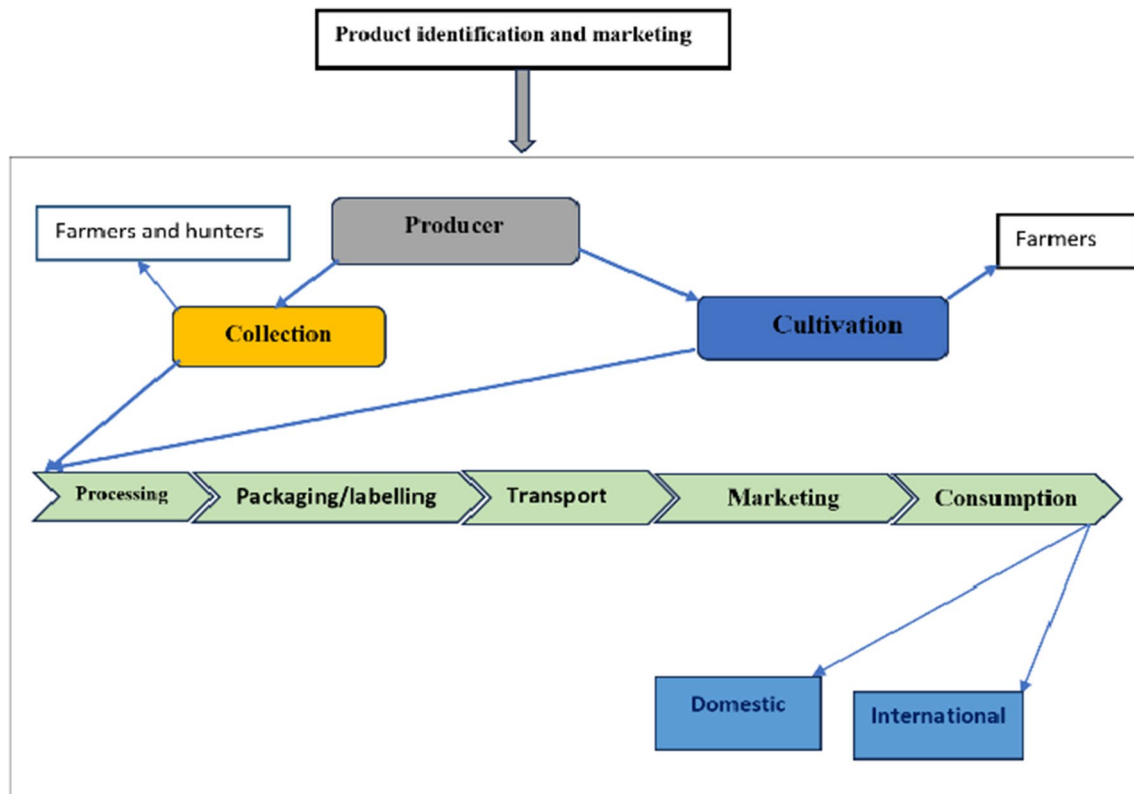 Product identification and marketing
Producer
Farmers and hunters
Farmers
Collection
Cultivation
Processing
Packaging/labelling
Transport
Marketing
Consumption
Domestic
International